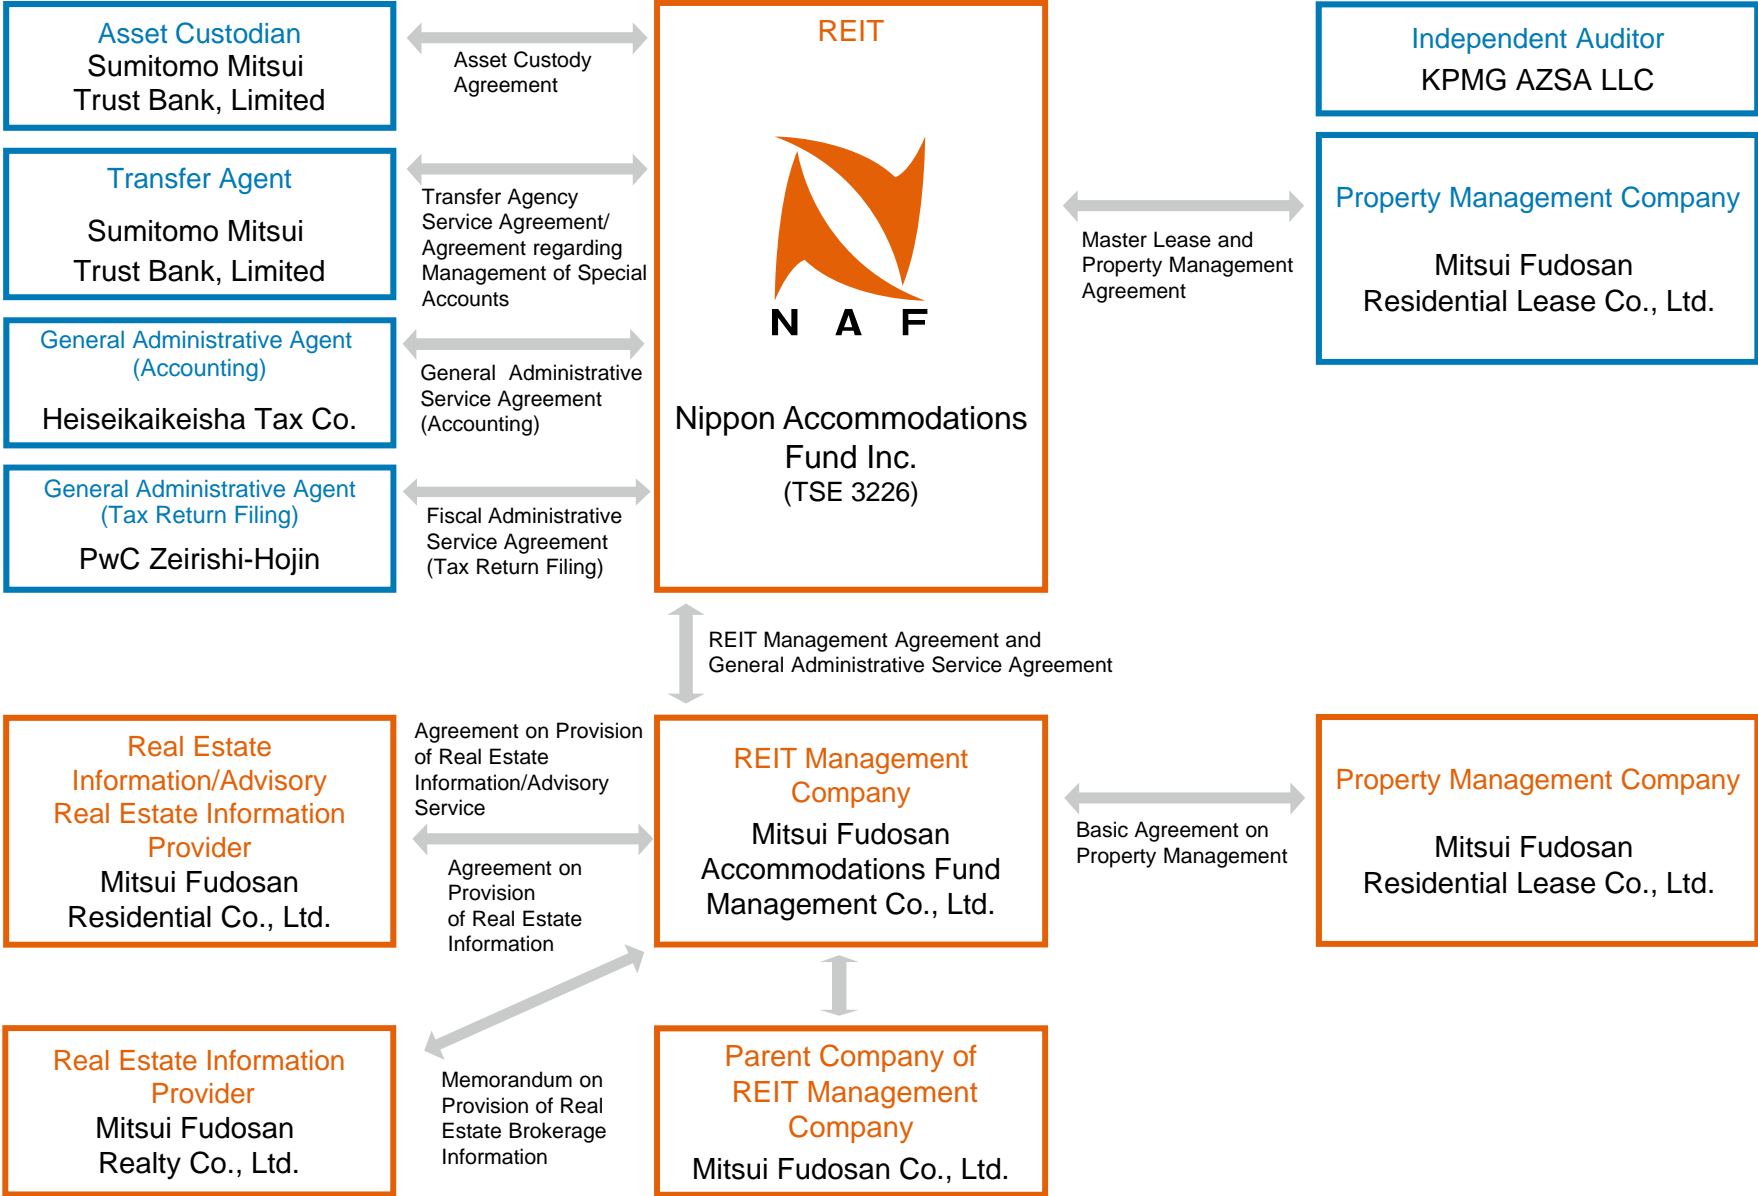 Asset Custodian
Sumitomo Mitsui
Trust Bank, Limited
Asset Custody
Agreement
Transfer Agent
Sumitomo Mitsui
Trust Bank, Limited
Transfer Agency
Service Agreement/
Agreement regarding
Management of Special
Accounts
General Administrative Agent
(Accounting)
Heiseikaikeisha Tax Co.
General Administrative
Service Agreement
(Accounting)
General Administrative Agent
(Tax Return Filing)
PwC Zeirishi-Hojin
Fiscal Administrative
Service Agreement
(Tax Return Filing)
REIT
N A F
Nippon Accommodations
Fund Inc.
(TSE 3226)
Independent Auditor
KPMG AZSA LLC
Master Lease and
Property Management
Agreement
Property Management Company
Mitsui Fudosan
Residential Lease Co., Ltd.
REIT Management Agreement and
General Administrative Service Agreement
Real Estate
Information/Advisory
Real Estate Information
Provider
Mitsui Fudosan
Residential Co., Ltd.
Agreement on Provision
of Real Estate
Information/Advisory
Service
Agreement on
Provision
of Real Estate
Information
REIT Management
Company
Mitsui Fudosan
Accommodations Fund
Management Co., Ltd.
Basic Agreement on
Property Management
Property Management Company
Mitsui Fudosan
Residential Lease Co., Ltd.
Real Estate Information
Provider
Mitsui Fudosan
Realty Co., Ltd.
Memorandum on
Provision of Real
Estate Brokerage
Information
Parent Company of
REIT Management
Company
Mitsui Fudosan Co., Ltd.